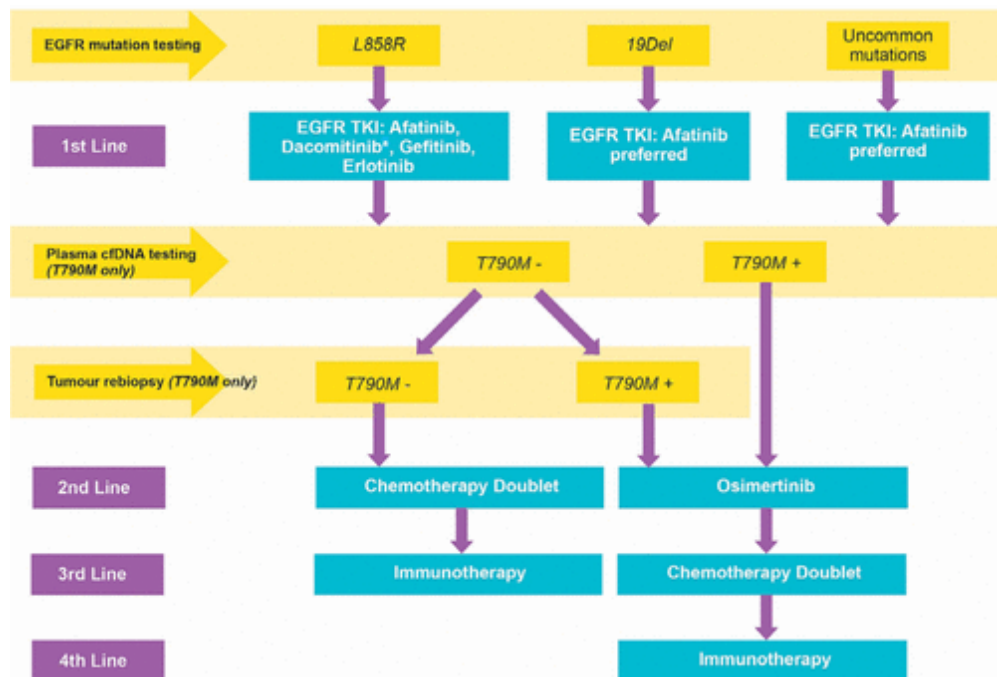 EGFR mutation testing
L858R
19Del
Uncommon
mutations
1st Line
EGFR TKI: Afatinib,
Dacomitinib*, Gefitinib,
Erlotinib
EGFR TKI: Afatinib
preferred
EGFR TKI: Afatinib
preferred
Plasma cfDNA testing
(T790M only)
T790M -
T790M +
Tumour rebiopsy (T790M only)
T790M -
T790M +
2nd Line
Chemotherapy Doublet
Osimertinib
3rd Line
Immunotherapy
Chemotherapy Doublet
4th Line
Immunotherapy